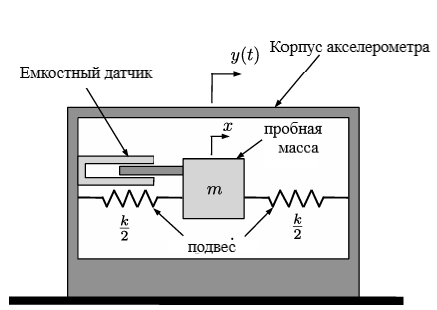 y(t)
Корпус акселерометра
Емкостный датчик
x
пробная
масса
m
k
2
k
2
подвес